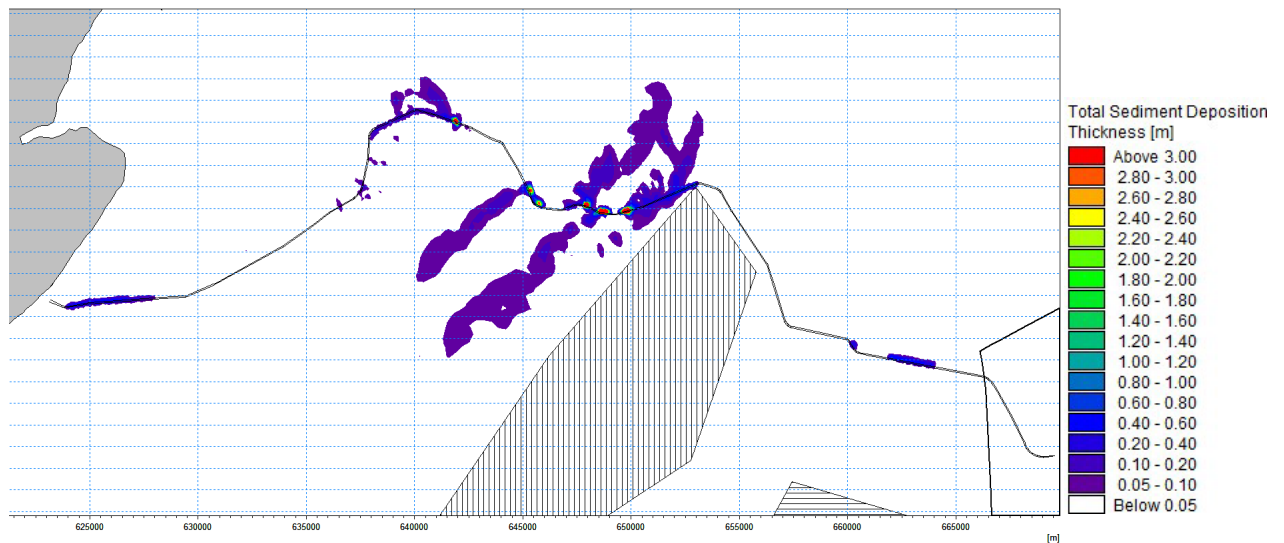 Total Sediment Deposition
Thickness [m]
Above 3.00
2.80 - 3.00
2.60 - 2.80
2.40 - 2.60
2.20 - 2.40
2.00 - 2.20
1.80 - 2.00
1.60 - 1.80
1.40 - 1.60
1.20 - 1.40
1.00 - 1.20
0.80 - 1.00
0.60 - 0.80
0.40 - 0.60
0.20 - 0.40
0.10 - 0.20
0.05 - 0.10
Below 0.05
625000 630000 635000 640000 645000 650000 655000 660000 665000
[m]